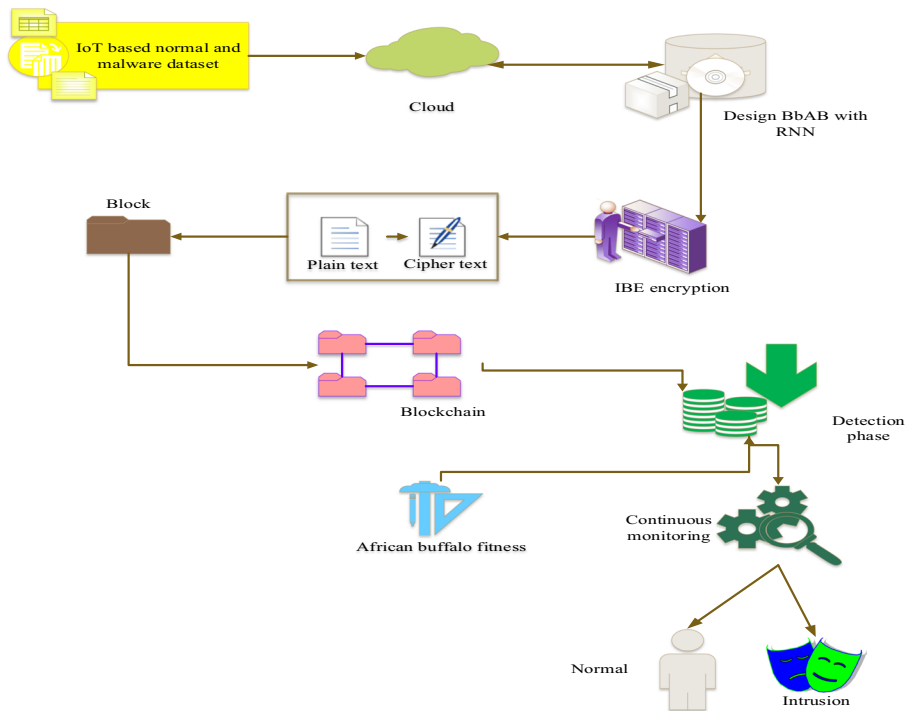 IoT based normal and
malware dataset
Cloud
Design BbAB with
RNN
Block
Plain text
Cipher text
IBE encryption
Blockchain
Detection
phase
African buffalo fitness
Continuous
monitoring
Normal
Intrusion